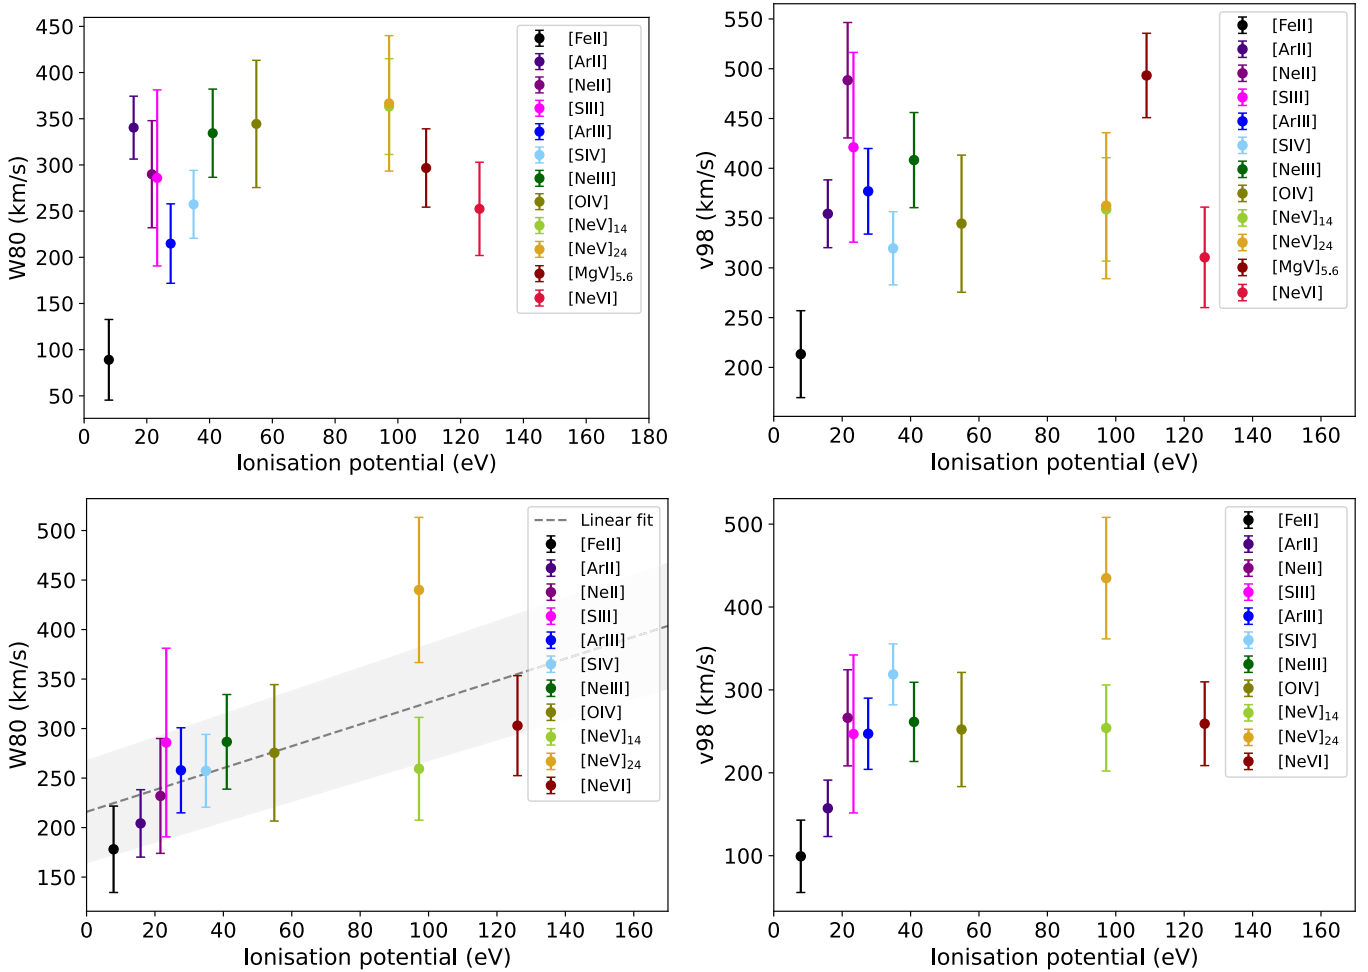 W80 (km/s)
450
400
350
300
250
200
150
100
50
0 20 40 60 80 100 120 140 160 180
Ionisation potential (eV)
[FeII]
[ArII]
[NeII]
[SIII]
[ArIII]
[SIV]
[NeIII]
[OIV]
[NeV]14
[NeV]24
[MgV]5.6
[NeVI]
v98 (km/s)
550
500
450
400
350
300
250
200
0 20 40 60 80 100 120 140 160
Ionisation potential (eV)
[FeII]
[ArII]
[NeII]
[SIII]
[ArIII]
[SIV]
[NeIII]
[OIV]
[NeV]14
[NeV]24
[MgV]5.6
[NeVI]
W80 (km/s)
500
450
400
350
300
250
200
150
0 20 40 60 80 100 120 140 160
Ionisation potential (eV)
Linear fit
[FeII]
[ArII]
[NeII]
[SIII]
[ArIII]
[SIV]
[NeIII]
[OIV]
[NeV]14
[NeV]24
[NeVI]
v98 (km/s)
500
400
300
200
100
0 20 40 60 80 100 120 140 160
Ionisation potential (eV)
[FeII]
[ArII]
[NeII]
[SIII]
[ArIII]
[SIV]
[NeIII]
[OIV]
[NeV]14
[NeV]24
[NeVI]